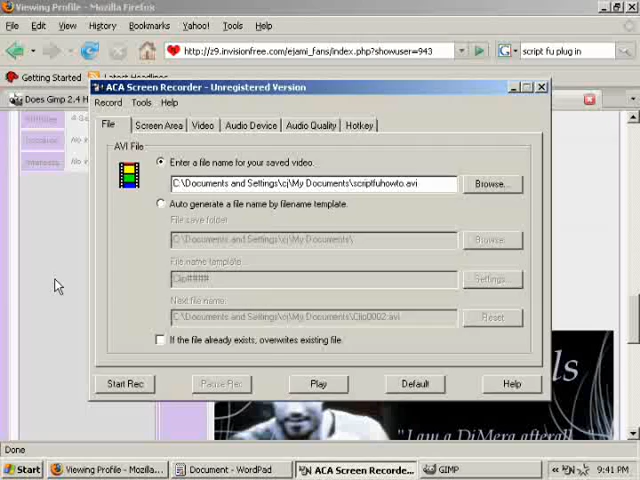 Viewing Profile - Mozilla Firefox
File Edit View History Bookmarks Yahoo! Tools Help
http://z9.invisionfree.com/ejami_fans/index.php?showuser=943
script fu plug in
Getting Started Latest Headlines
Does Gimp 2.4 H
ACA Screen Recorder - Unregistered Version
Record Tools Help
File Screen Area Video Audio Device Audio Quality Hotkey
AVI File
Enter a file name for your saved video.
C:\Documents and Settings\cj\My Documents\scriptfuhowto.avi Browse...
Auto generate a file name by filename template.
File save folder
C:\Documents and Settings\cj\My Documents\ Browse..
File name template..
Clip#### Settings...
Next file name:
C:\Documents and Settings\cj\My Documents\Clip0002.avi Reset
If the file already exists, overwrites existing file.
Start Rec Pause Rec Play Default Help
ls
"I am a DiMera afterall
Done
Start Viewing Profile - Mozilla... Document - WordPad ACA Screen Recorde... GIMP 9:41 PM